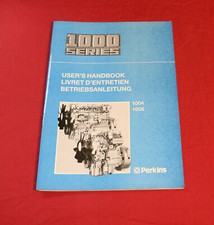 1000
SERIES
USER'S HANDBOOK
LIVRET D'ENTRETIEN
BETRIEBSANLEITUNG
1004
1006
Perkins